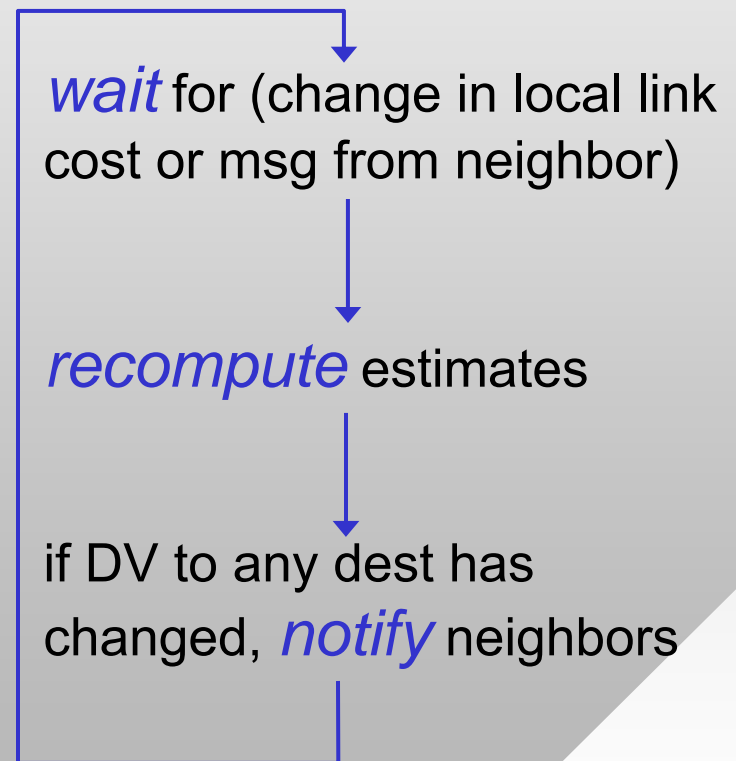 wait for (change in local link
cost or msg from neighbor)
recompute estimates
if DV to any dest has
changed, notify neighbors